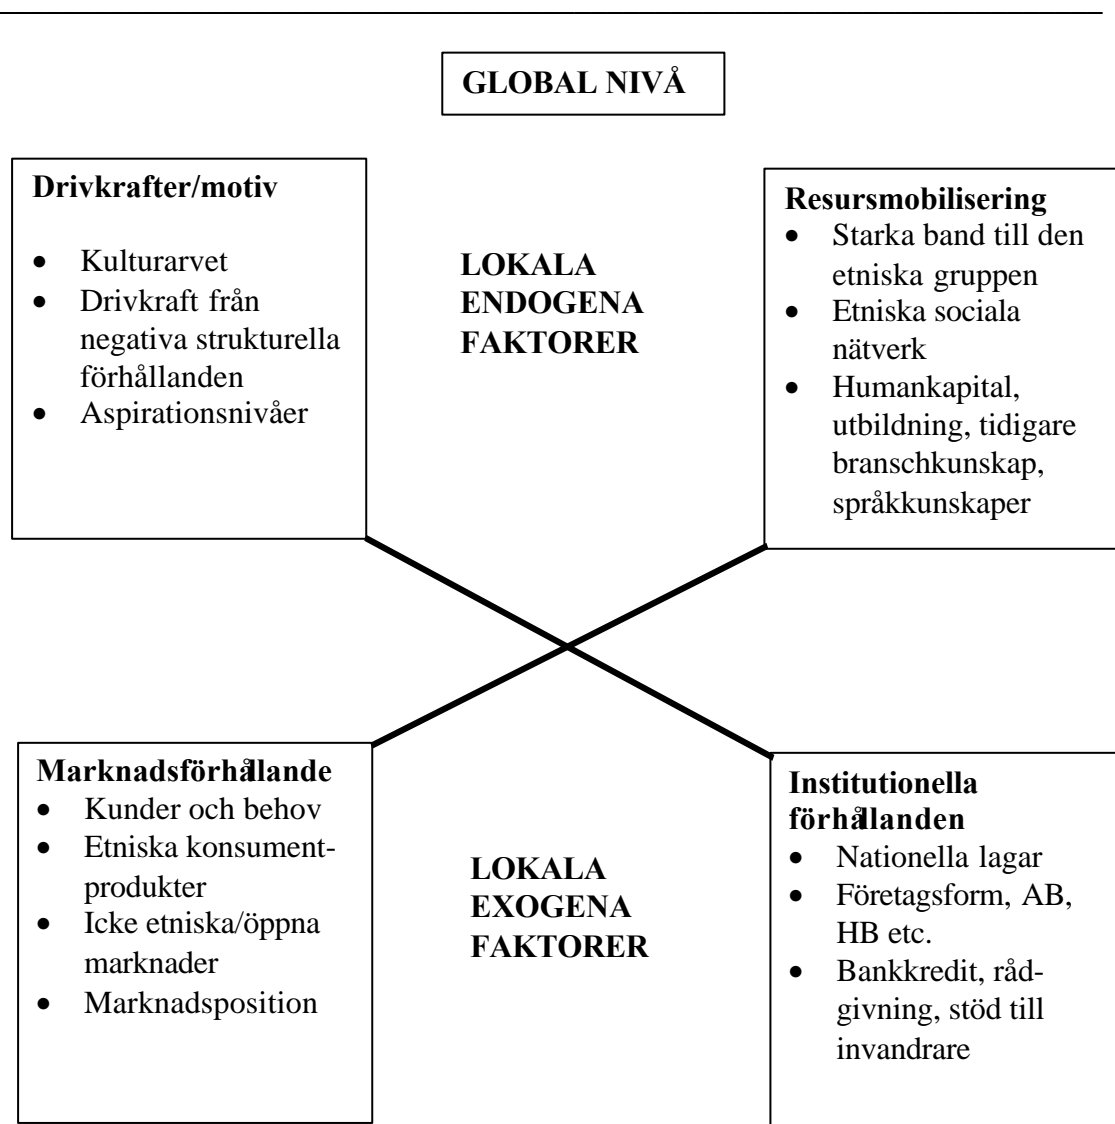 GLOBAL NIVÅ
Drivkrafter/motiv
• Kulturarvet
• Drivkraft från
negativa strukturella
förhållanden
• Aspirationsnivåer
LOKALA
ENDOGENA
FAKTORER
Resursmobilisering
• Starka band till den
etniska gruppen
• Etniska sociala
nätverk
• Humankapital,
utbildning, tidigare
branschkunskap,
språkkunskaper
Marknadsförhållande
• Kunder och behov
• Etniska konsument-
produkter
• Icke etniska/öppna
marknader
• Marknadsposition
LOKALA
EXOGENA
FAKTORER
Institutionella
förhållanden
• Nationella lagar
• Företagsform, AB,
HB etc.
• Bankkredit, råd-
givning, stöd till
invandrare